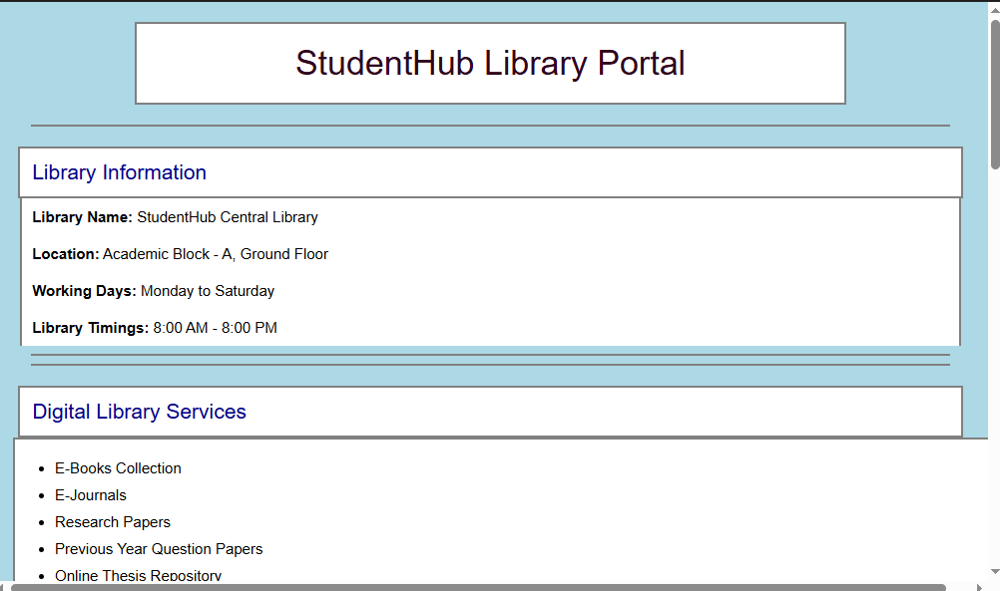 StudentHub Library Portal
Library Information
Library Name: StudentHub Central Library
Location: Academic Block - A, Ground Floor
Working Days: Monday to Saturday
Library Timings: 8:00 AM - 8:00 PM
Digital Library Services
E-Books Collection
E-Journals
Research Papers
Previous Year Question Papers
Online Thesis Repository